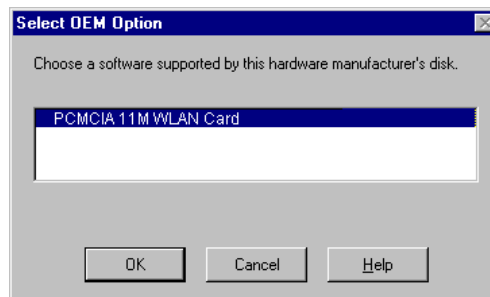 Select OEM Option
Choose a software supported by this hardware manufacturer's disk.
PCMCIA 11M WLAN Card
OK
Cancel
Help